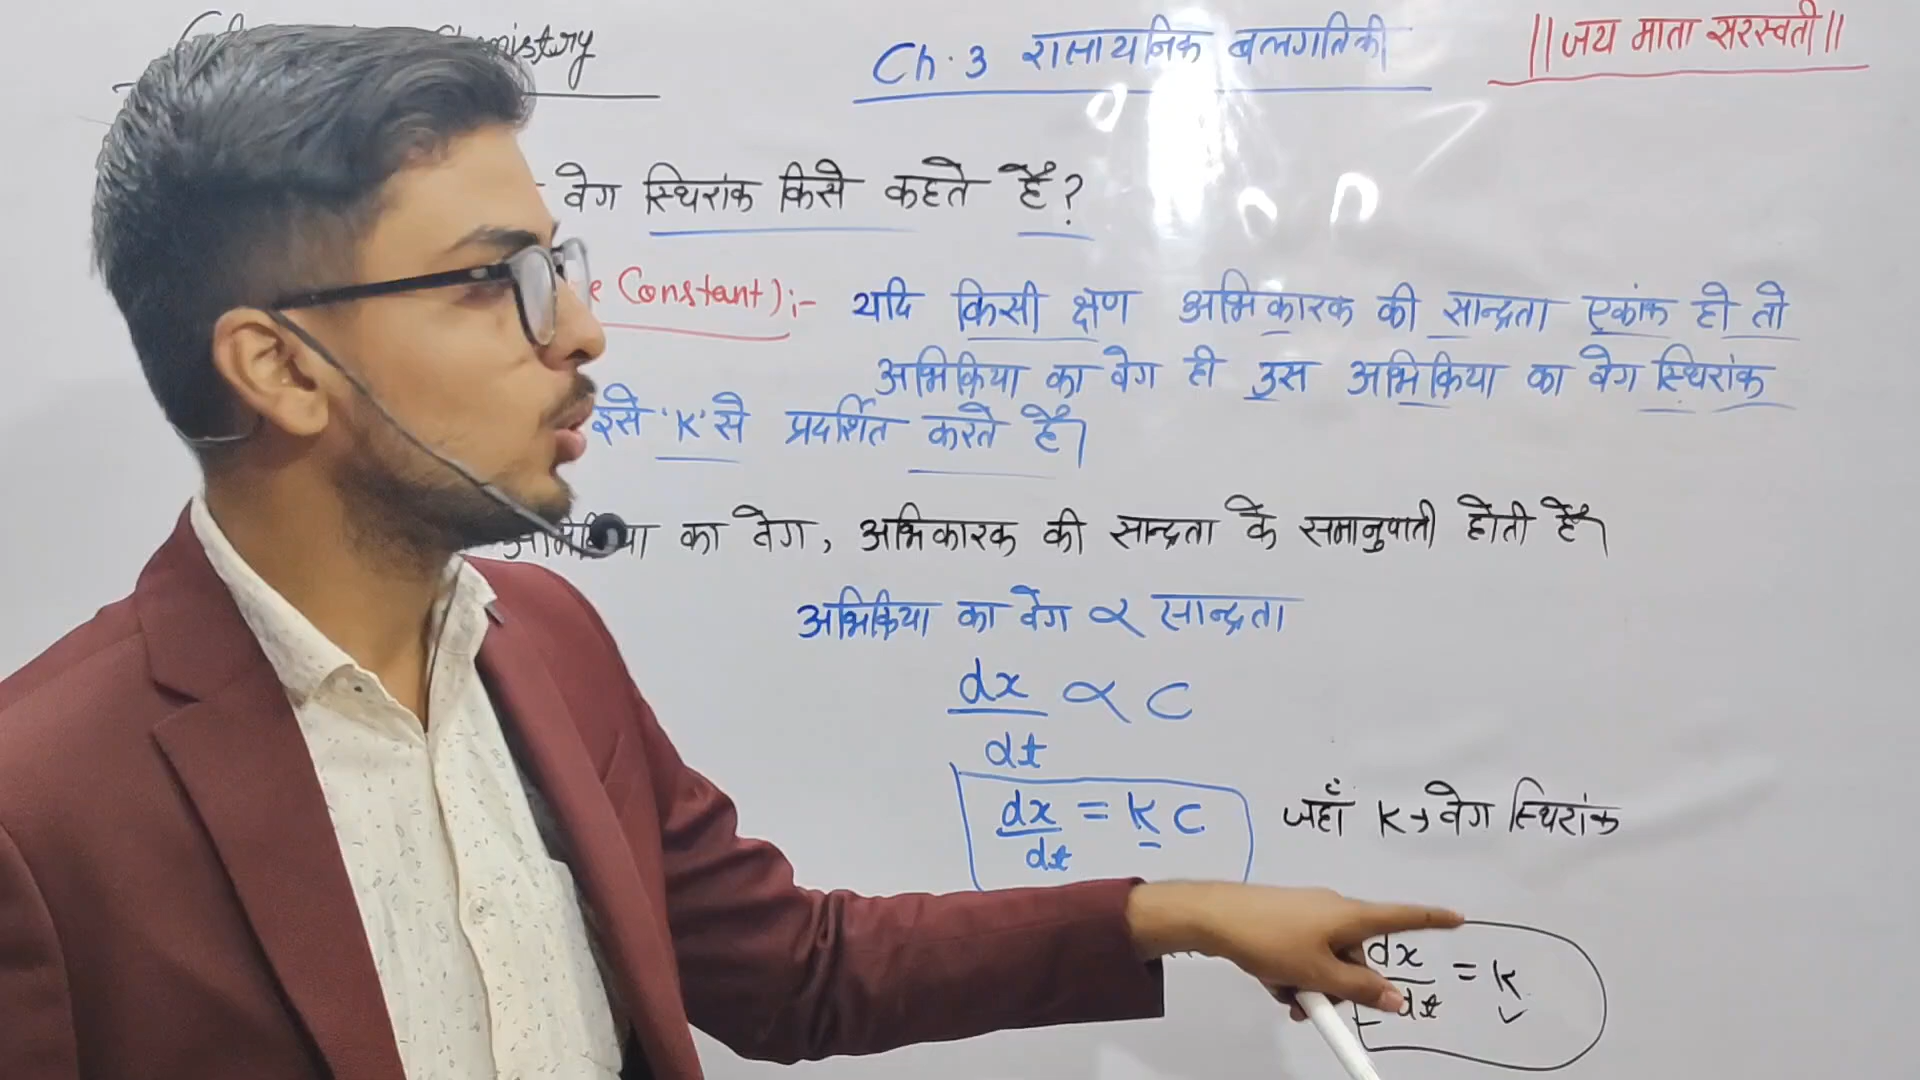 Chemistry
Ch. 3 रासायनिक बलगतिकी
||जय माता सरस्वती||
वेग स्थिरांक किसे कहते हैं?
Constant):- यदि किसी क्षण अभिकारक की सान्द्रता एकांक हो तो
अभिक्रिया का वेग ही उस अभिक्रिया का वेग स्थिरांक
इसे 'K' से प्रदर्शित करते हैं।
का वेग, अभिकारक की सान्द्रता के समानुपाती होती हैं।
अभिक्रिया का वेग ∝ सान्द्रता
dx/dt ∝ C
dx/dt = KC जहाँ K→वेग स्थिरांक
dx/dt = K